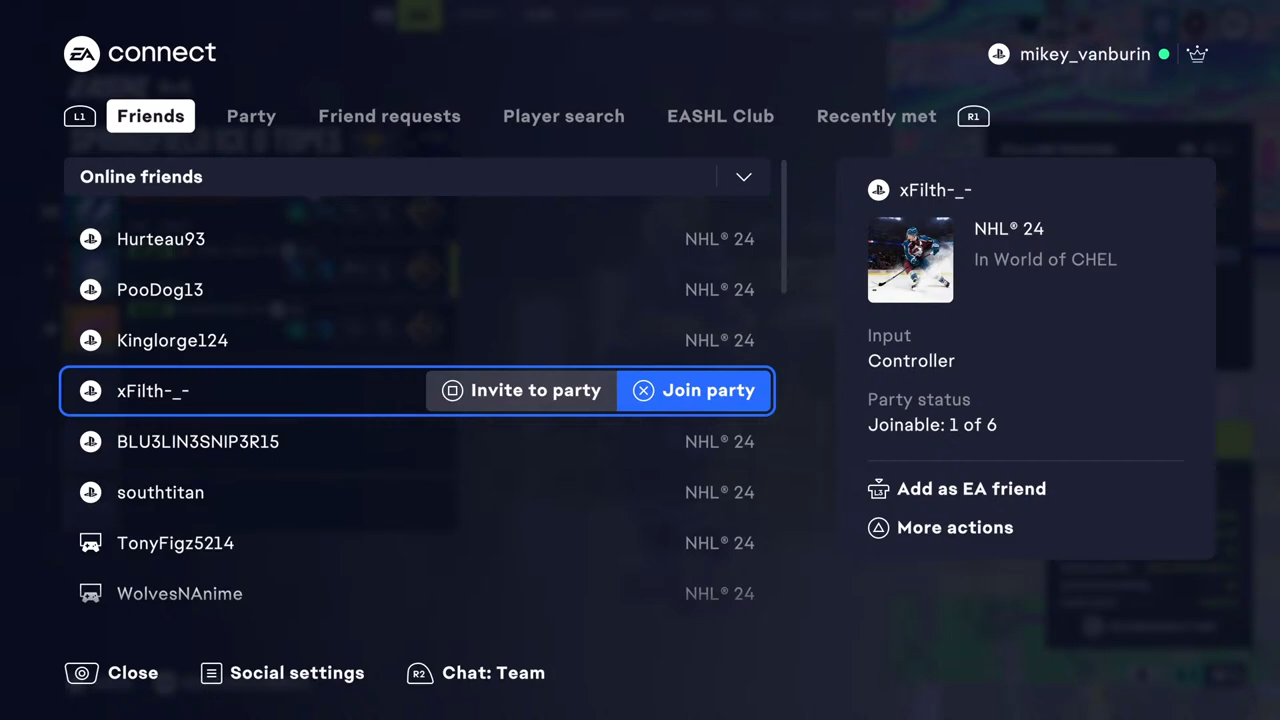 EA connect
mikey_vanburin
L1 Friends Party Friend requests Player search EASHL Club Recently met R1
Online friends
Hurteau93 NHL® 24
PooDog13 NHL® 24
Kinglorge124 NHL® 24
xFilth-_- Invite to party Join party
BLU3LIN3SNIP3R15 NHL® 24
southtitan NHL® 24
TonyFigz5214 NHL® 24
WolvesNAnime NHL® 24
xFilth-_-
NHL® 24
In World of CHEL
Input
Controller
Party status
Joinable: 1 of 6
L3 Add as EA friend
More actions
Close Social settings R2 Chat: Team